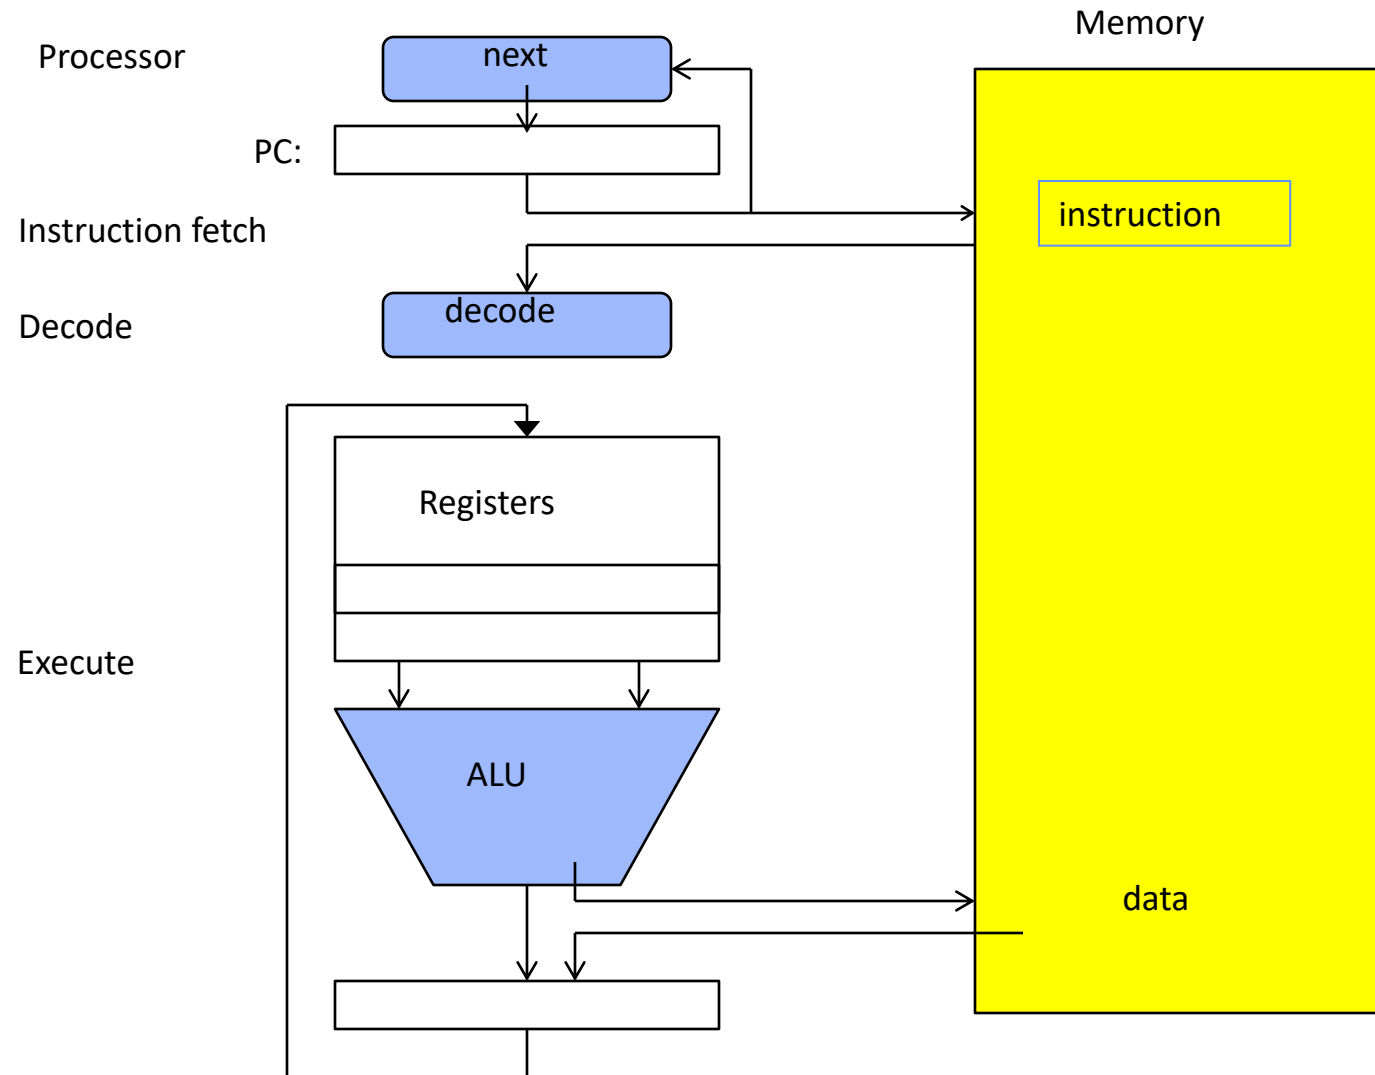 Memory
Processor
next
PC:
instruction
Instruction fetch
decode
Decode
Registers
Execute
ALU
data